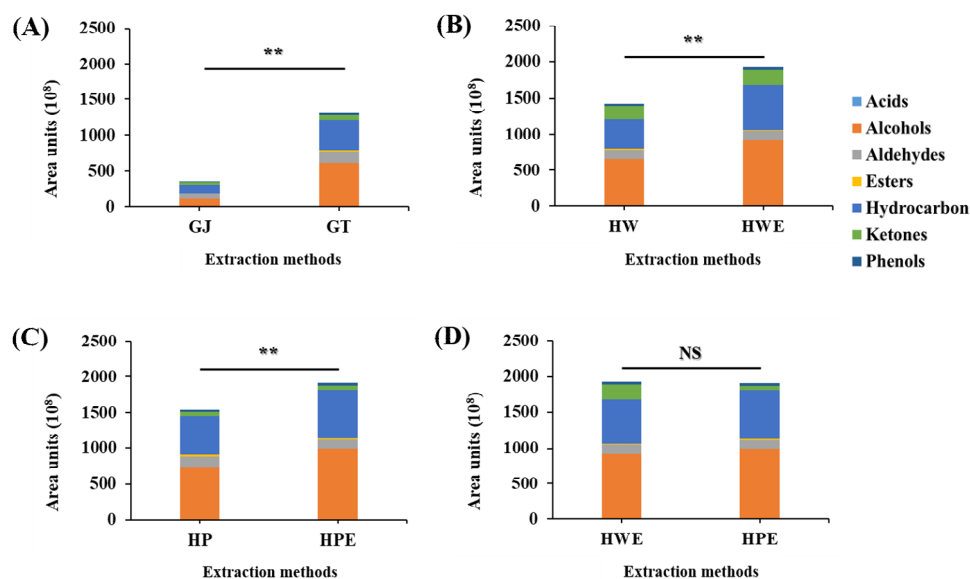 (A)
2500
2000
1500
1000
500
0
Area units (10⁸)
**
GJ
GT
Extraction methods
(B)
2500
2000
1500
1000
500
0
Area units (10⁸)
**
HW
HWE
Extraction methods
Acids
Alcohols
Aldehydes
Esters
Hydrocarbon
Ketones
Phenols
(C)
2500
2000
1500
1000
500
0
Area units (10⁸)
**
HP
HPE
Extraction methods
(D)
2500
2000
1500
1000
500
0
Area units (10⁸)
NS
HWE
HPE
Extraction methods